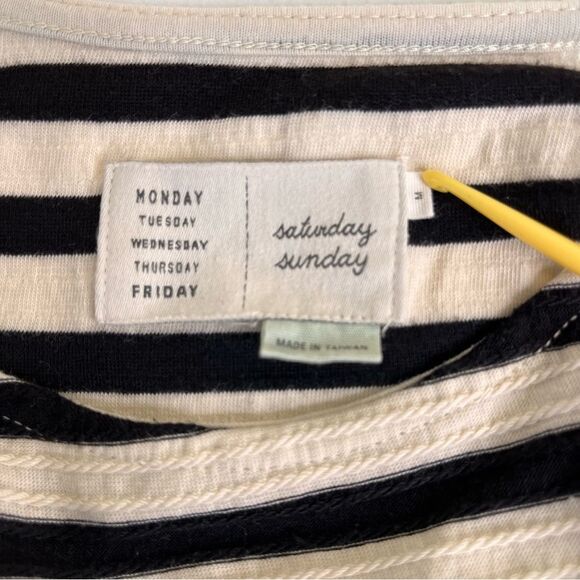 MONDAY
TUESDAY
WEDNESDAY
THURSDAY
FRIDAY
saturday
sunday
M
MADE IN TAIWAN